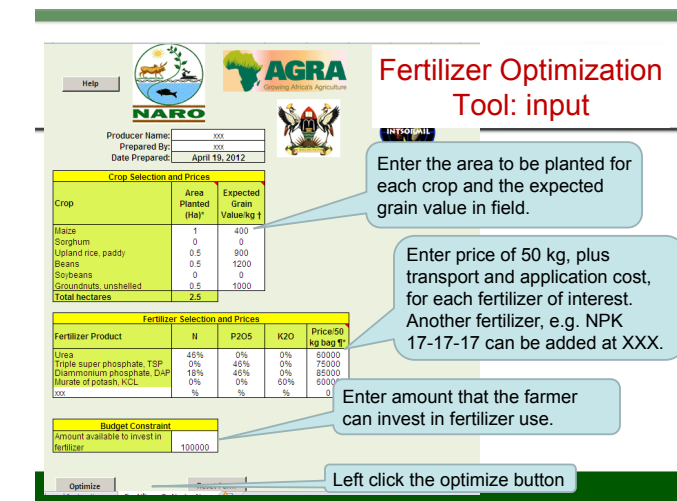 Fertilizer Optimization
Tool: input
Help
NARO
AGRA
Growing Africa's Agriculture
INTSORMIL
Producer Name: xxx
Prepared By: xxx
Date Prepared: April 19, 2012
Crop Selection and Prices
Crop
Area
Planted
(Ha)*
Expected
Grain
Value/kg †
Maize 1 400
Sorghum 0 0
Upland rice, paddy 0.5 900
Beans 0.5 1200
Soybeans 0 0
Groundnuts, unshelled 0.5 1000
Total hectares 2.5
Enter the area to be planted for
each crop and the expected
grain value in field.
Fertilizer Selection and Prices
Fertilizer Product N P2O5 K2O Price/50
kg bag ¶*
Urea 46% 0% 0% 60000
Triple super phosphate, TSP 0% 46% 0% 75000
Diammonium phosphate, DAP 18% 46% 0% 85000
Murate of potash, KCL 0% 0% 60% 60000
xxx % % % 0
Enter price of 50 kg, plus
transport and application cost,
for each fertilizer of interest.
Another fertilizer, e.g. NPK
17-17-17 can be added at XXX.
Budget Constraint
Amount available to invest in
fertilizer 100000
Enter amount that the farmer
can invest in fertilizer use.
Optimize
Left click the optimize button